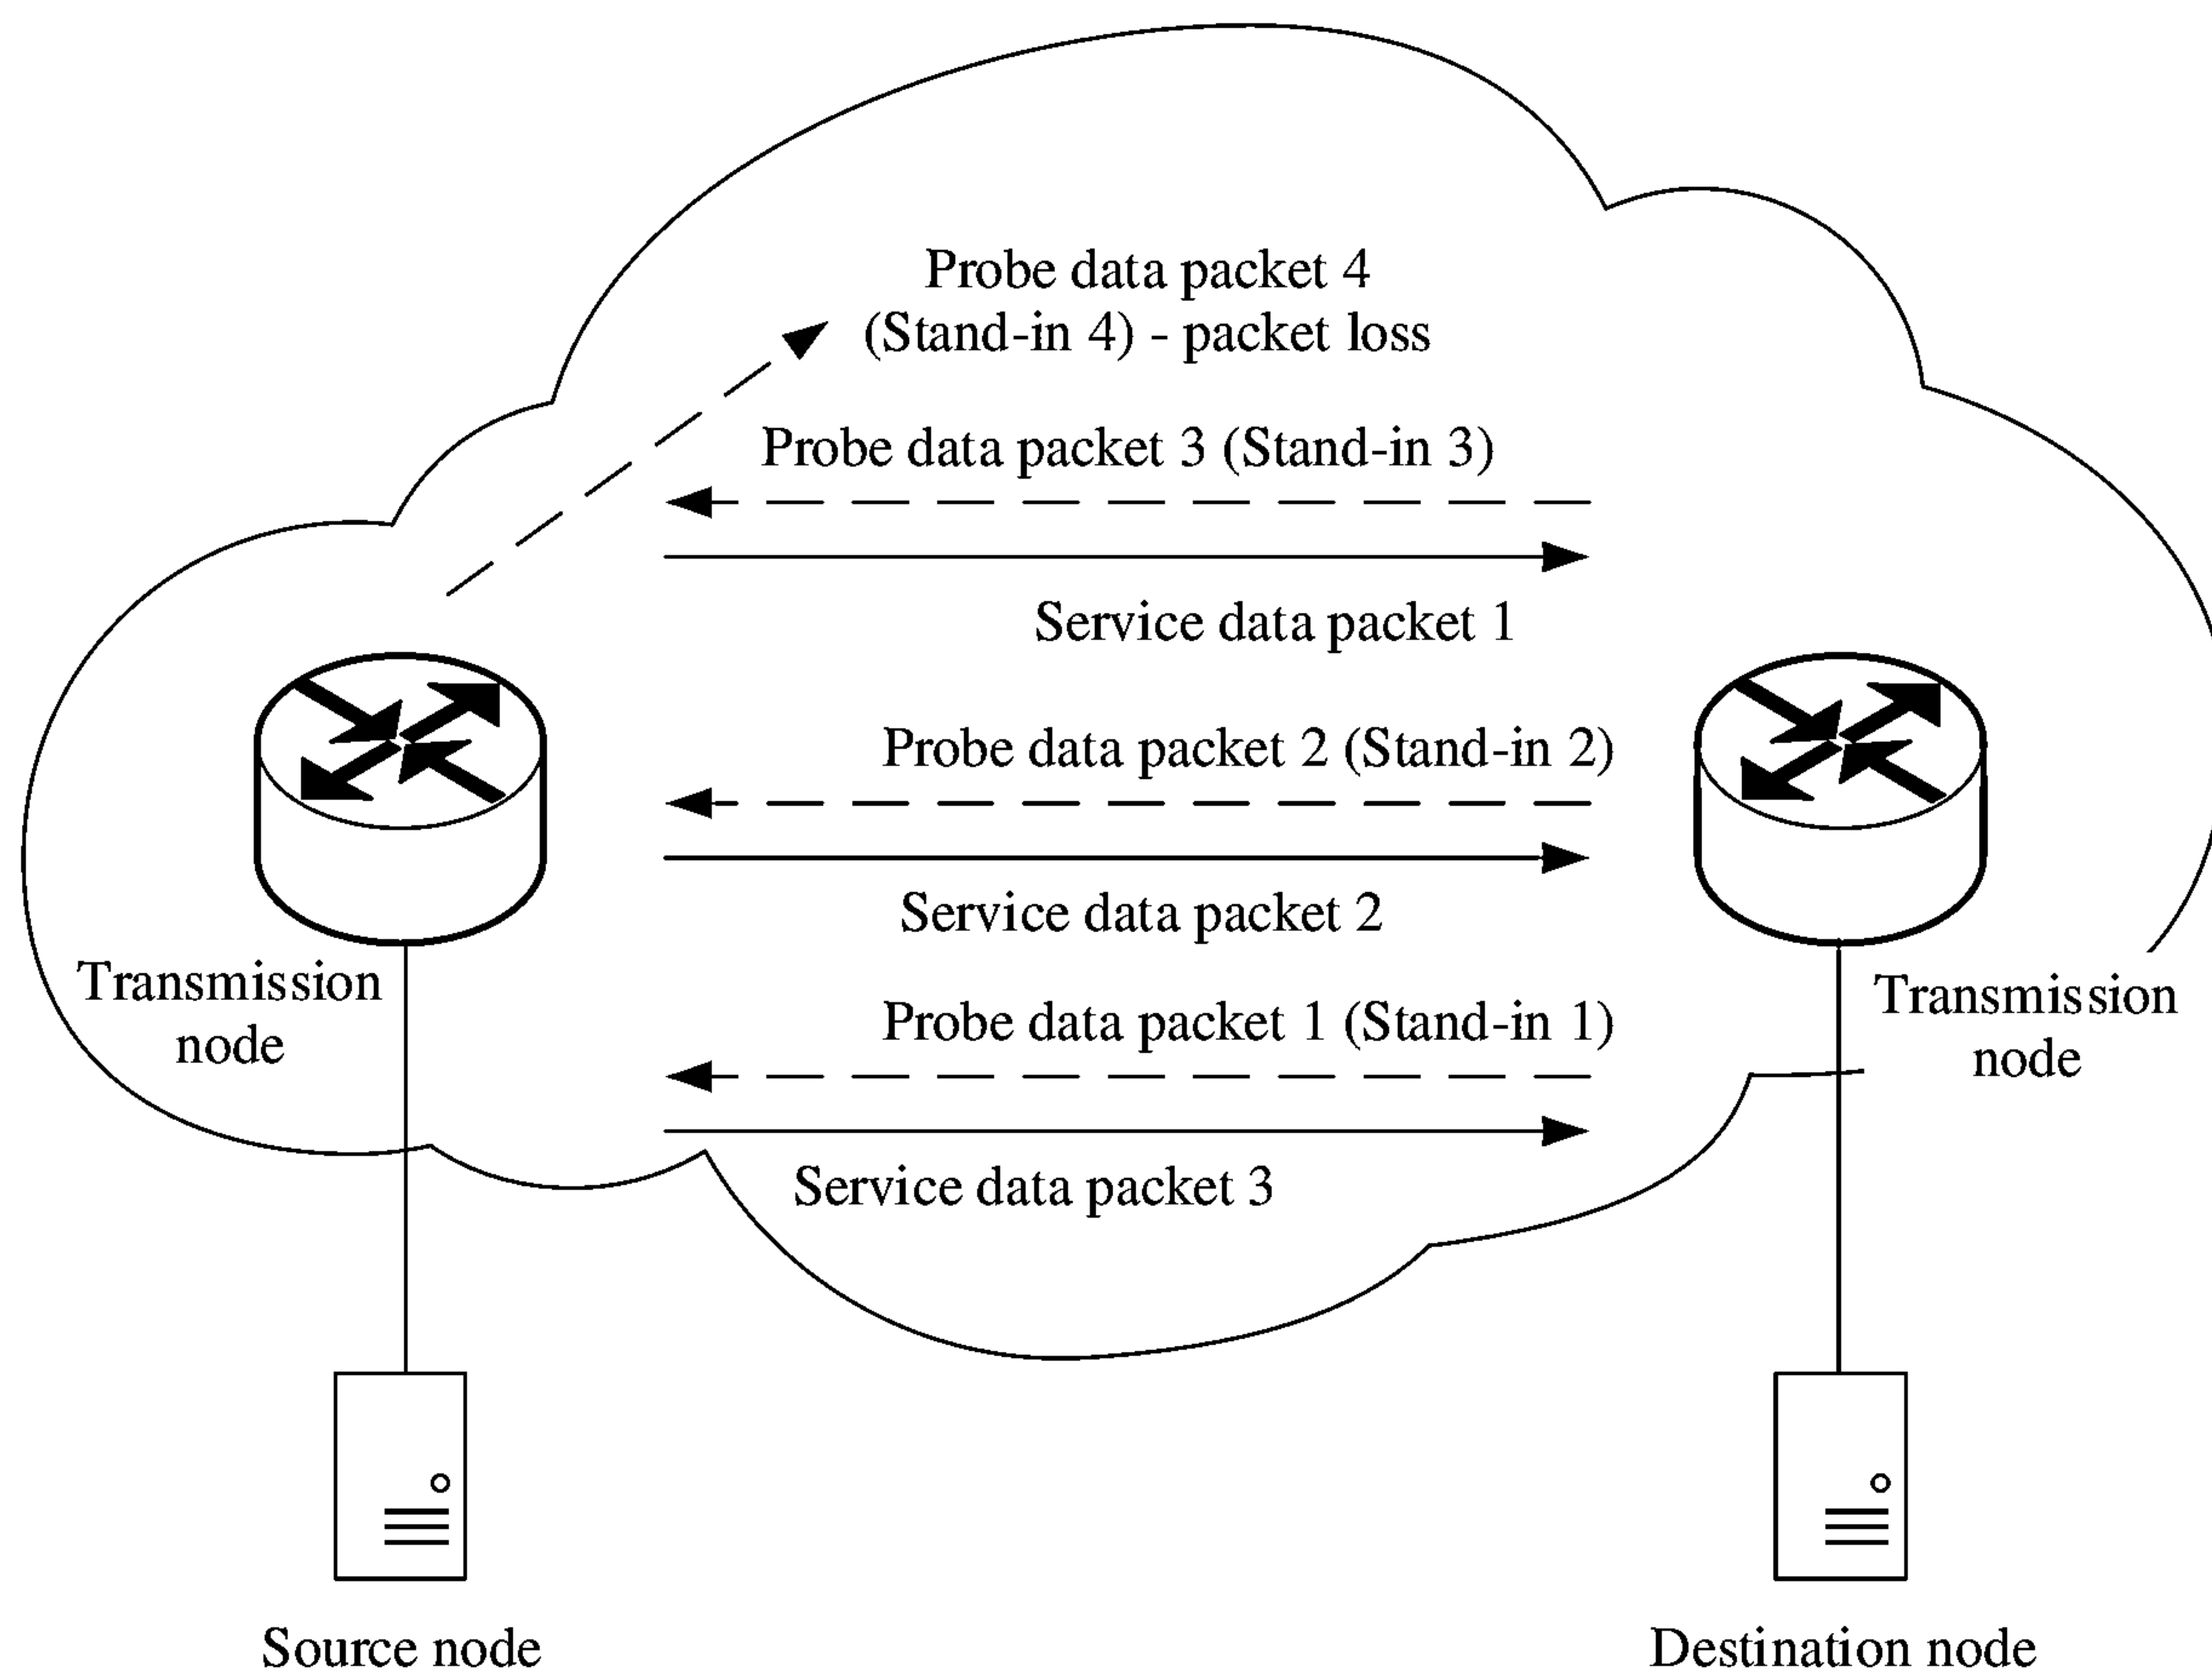 Probe data packet 4
(Stand-in 4) - packet loss
Probe data packet 3 (Stand-in 3)
Service data packet 1
Probe data packet 2 (Stand-in 2)
Service data packet 2
Transmission
node
Probe data packet 1 (Stand-in 1)
Transmission
node
Service data packet 3
Source node
Destination node